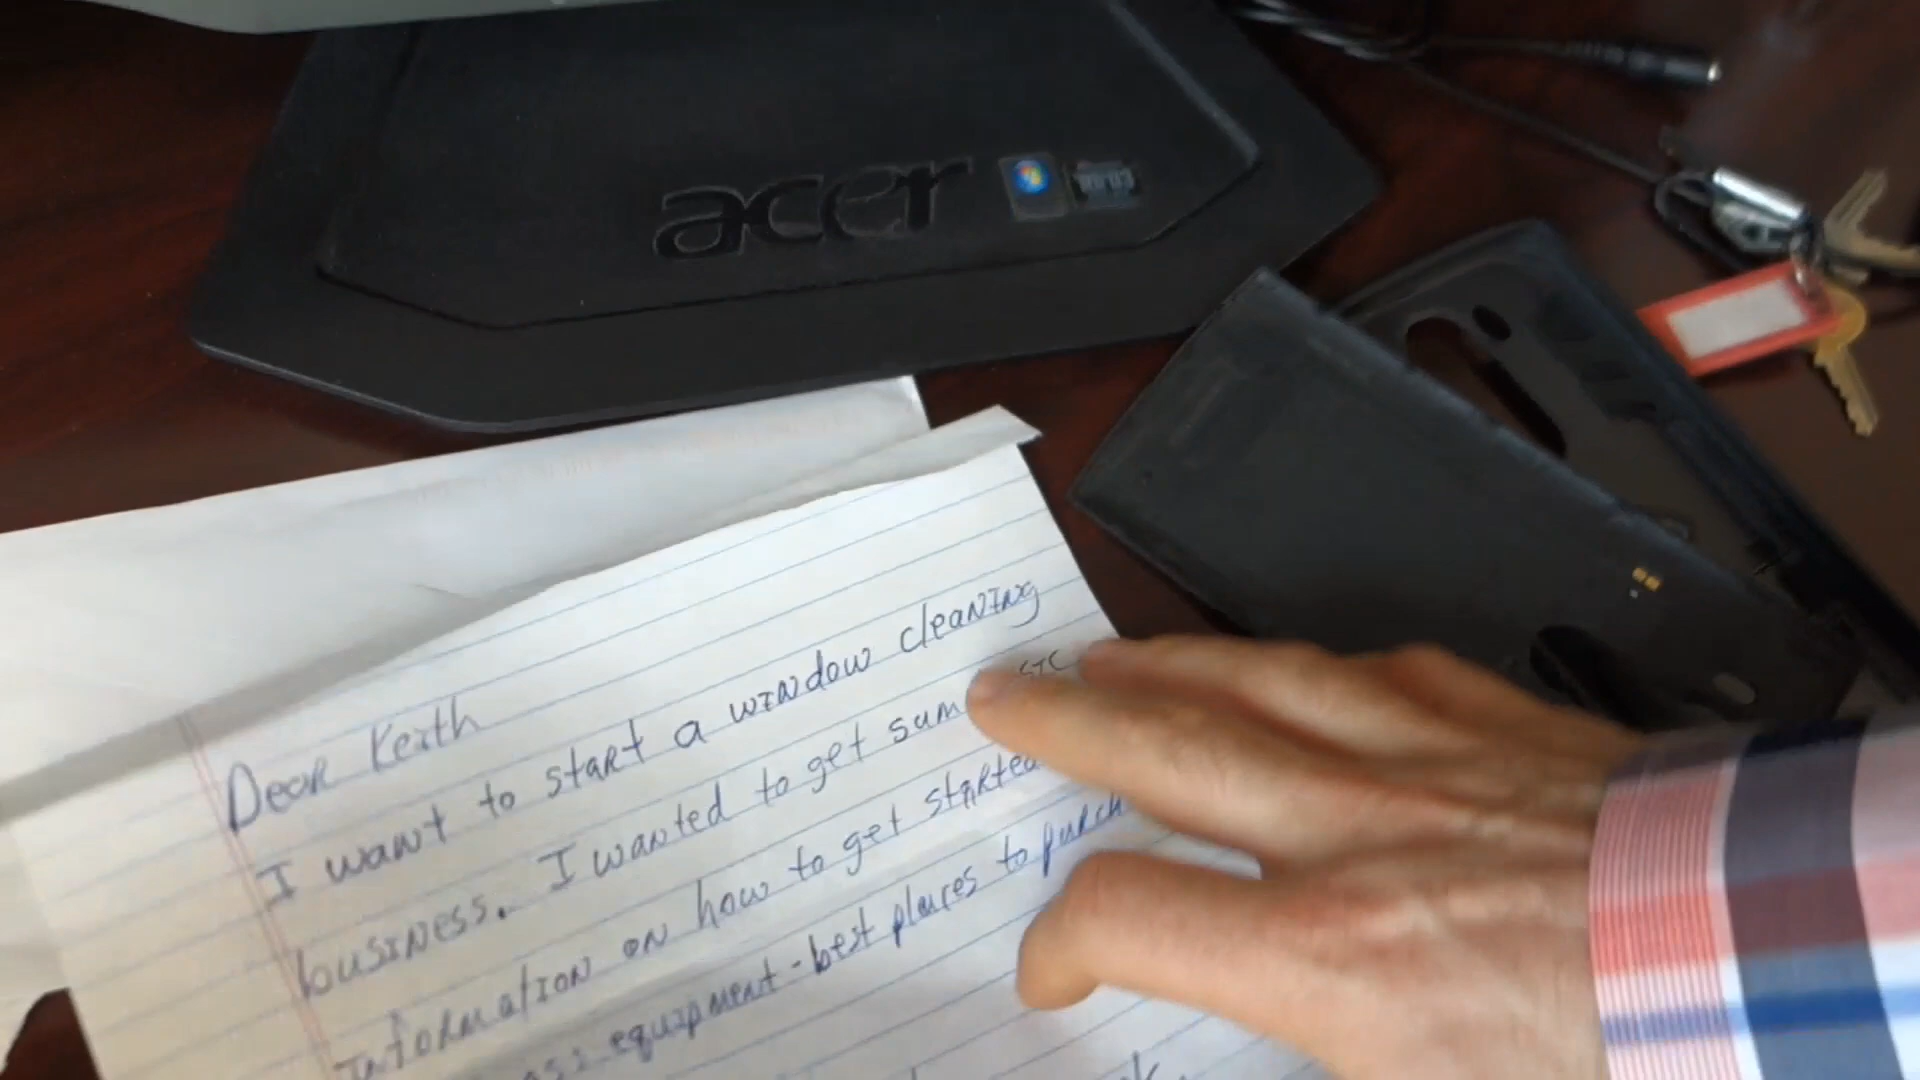 acer
Dear Keith
I want to start a window cleaning
business. I wanted to get sum
Information on how to get started
equipment - best places to purch